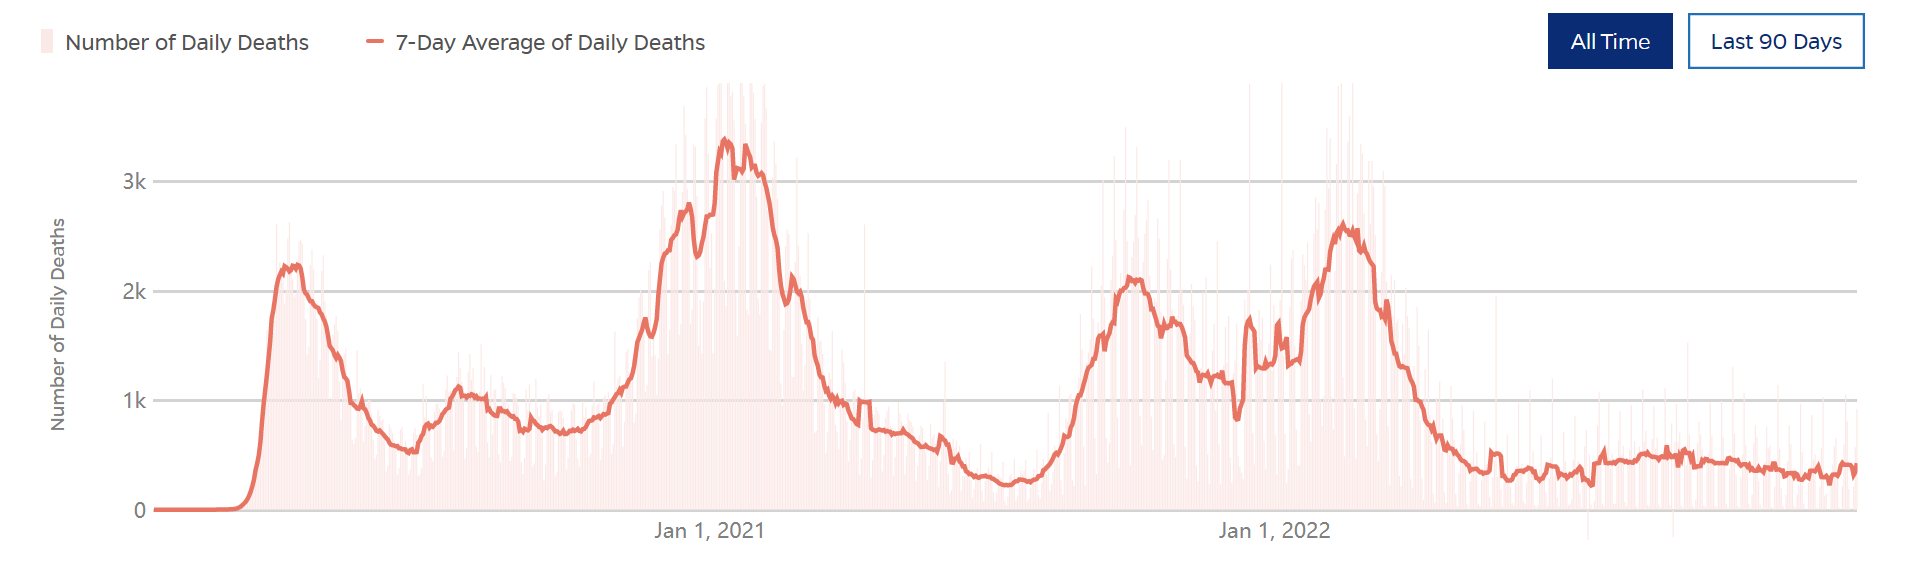 Number of Daily Deaths
7-Day Average of Daily Deaths
All Time
Last 90 Days
Number of Daily Deaths
3k
2k
1k
0
Jan 1, 2021
Jan 1, 2022